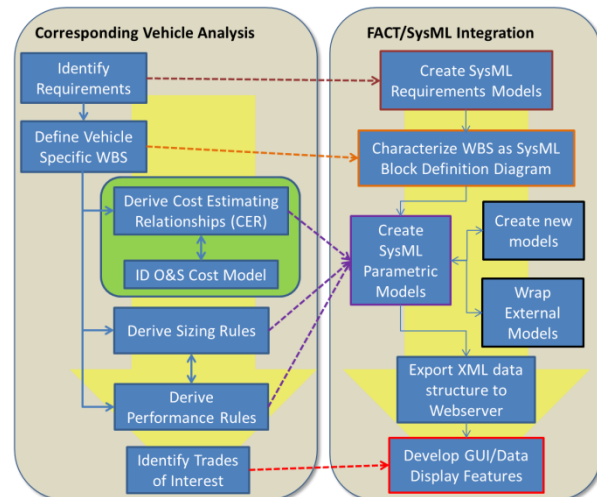 Corresponding Vehicle Analysis
Identify
Requirements
Define Vehicle
Specific WBS
Derive Cost Estimating
Relationships (CER)
ID O&S Cost Model
Derive Sizing Rules
Derive
Performance Rules
Identify Trades
of Interest
FACT/SysML Integration
Create SysML
Requirements Models
Characterize WBS as SysML
Block Definition Diagram
Create
SysML
Parametric
Models
Create new
models
Wrap
External
Models
Export XML data
structure to
Webserver
Develop GUI/Data
Display Features